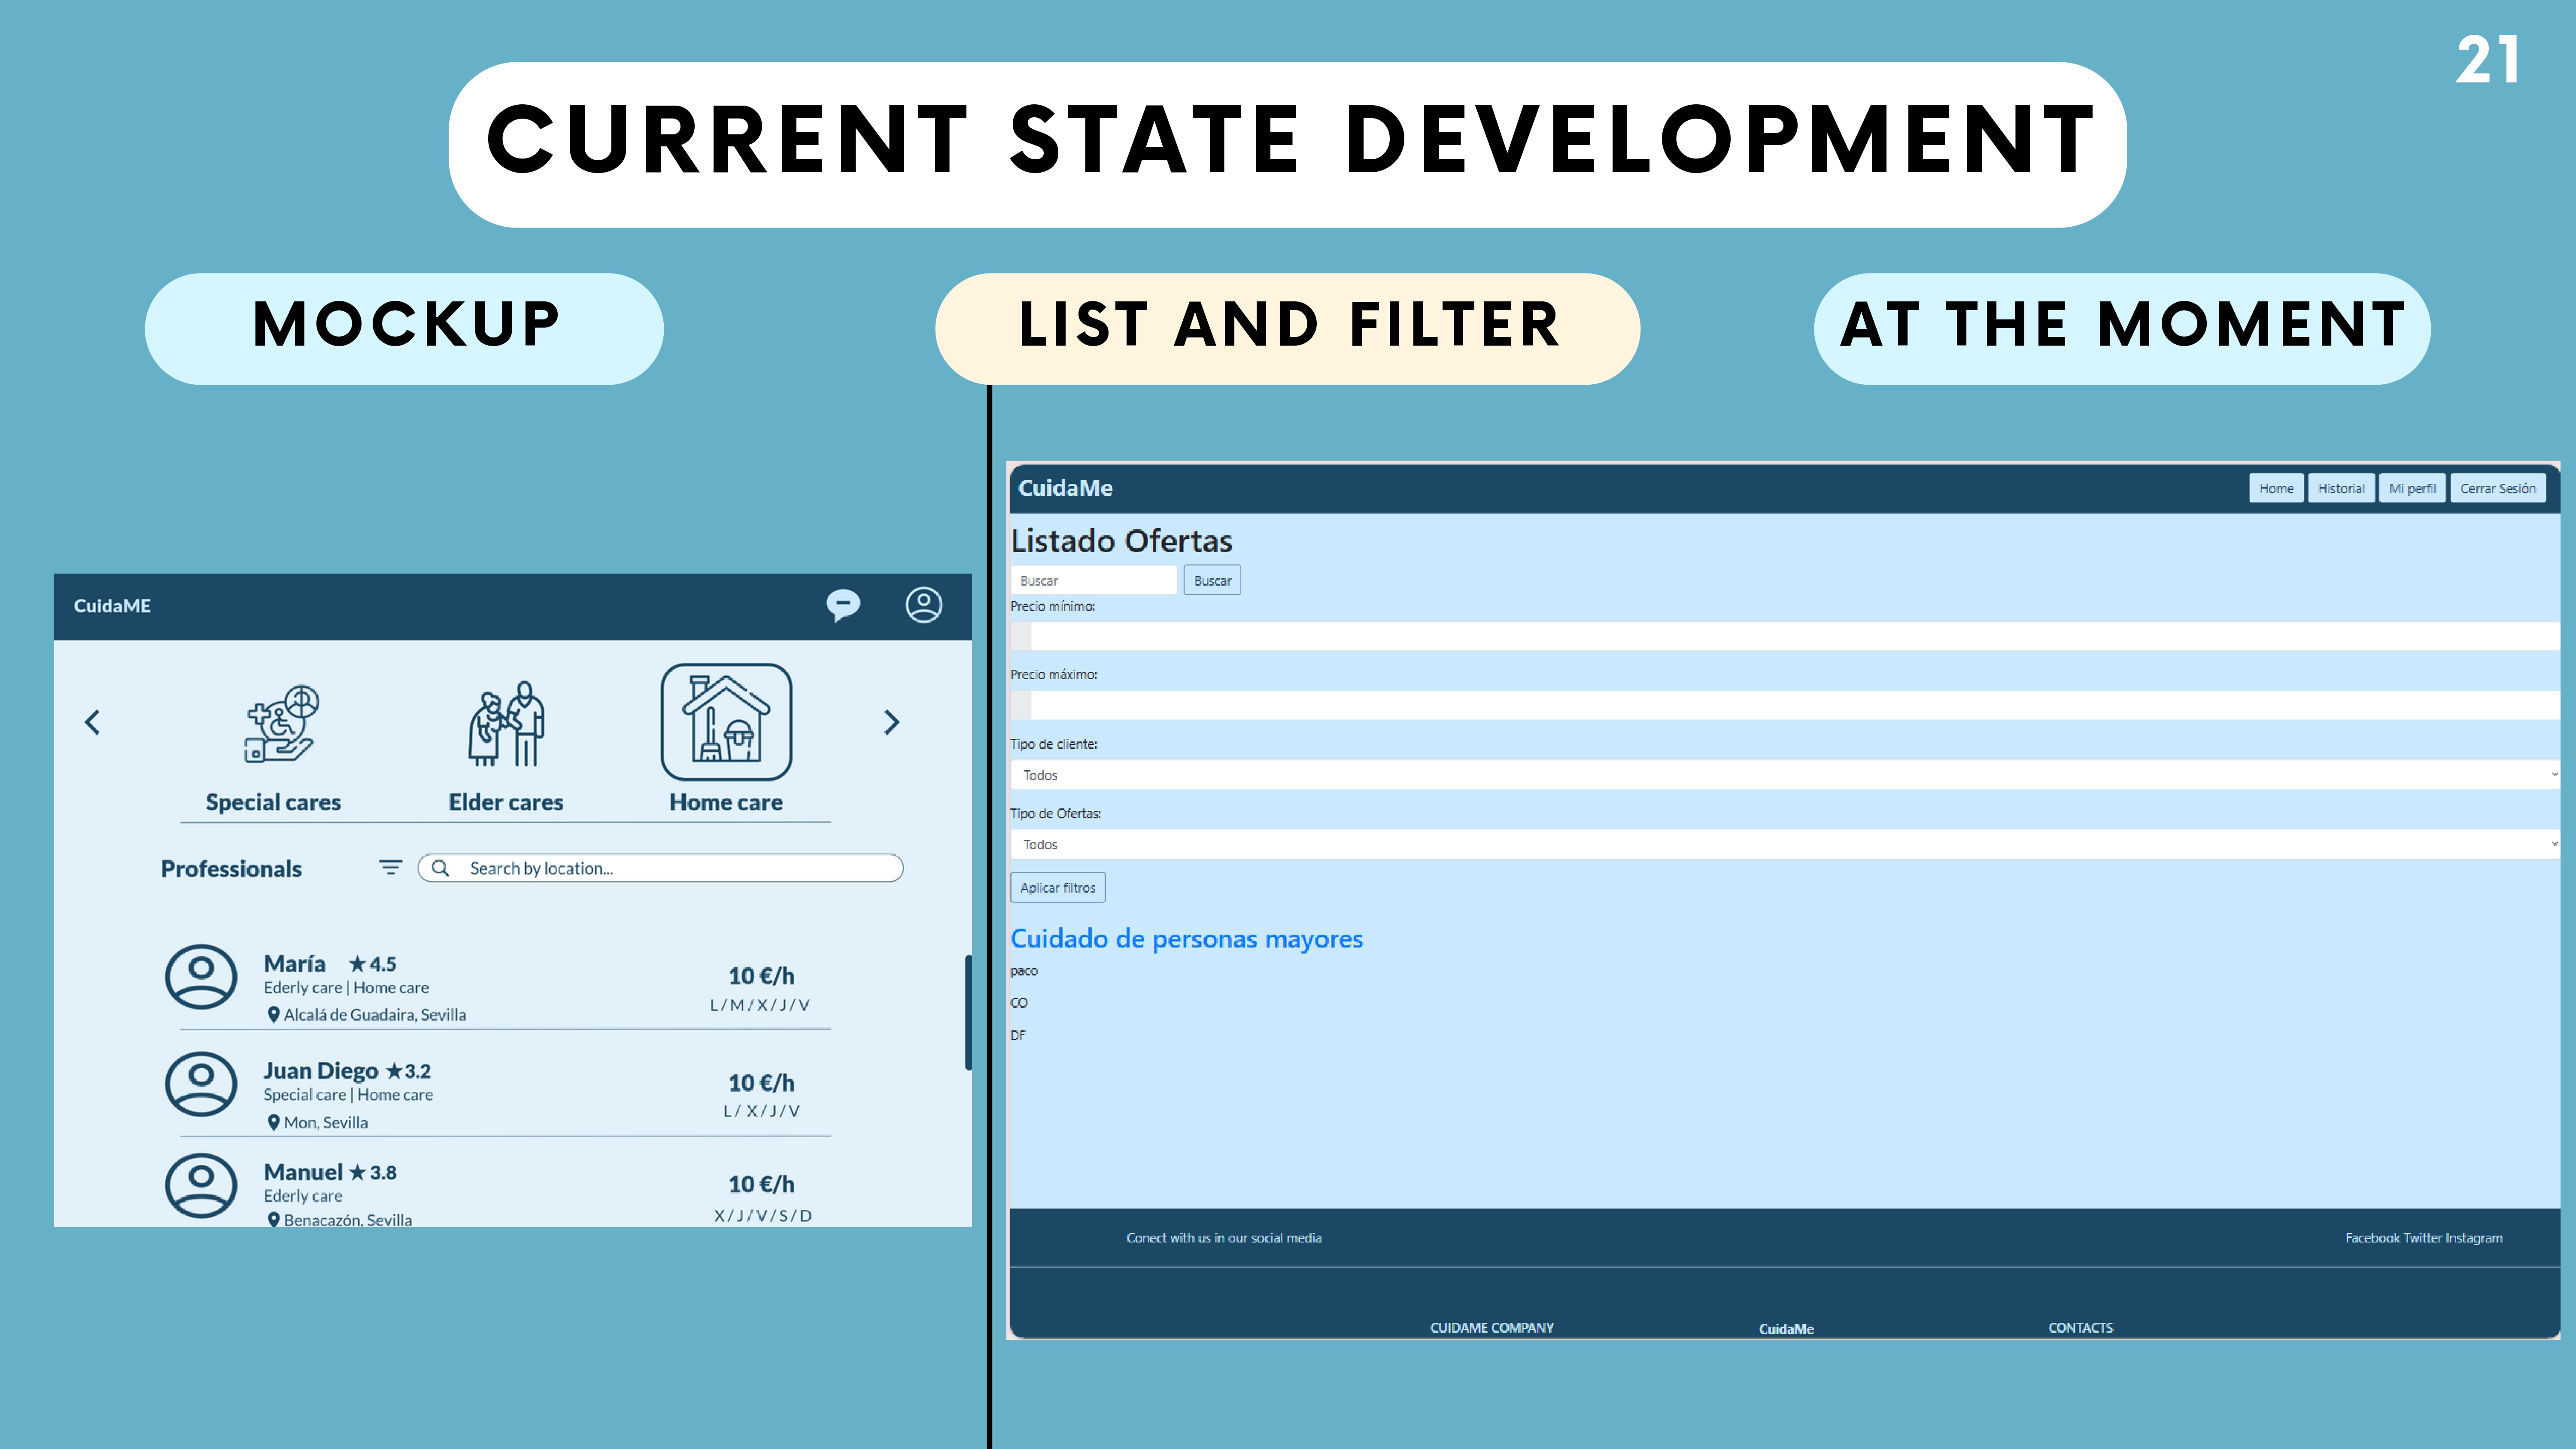 21
CURRENT STATE DEVELOPMENT
MOCKUP
LIST AND FILTER
AT THE MOMENT
CuidaME
Special cares
Elder cares
Home care
Professionals
Search by location...
María ★ 4.5
Ederly care | Home care
Alcalá de Guadaira, Sevilla
10 €/h
L / M / X / J / V
Juan Diego ★ 3.2
Special care | Home care
Mon, Sevilla
10 €/h
L / X / J / V
Manuel ★ 3.8
Ederly care
Benacazón, Sevilla
10 €/h
X / J / V / S / D
CuidaMe
Home
Historial
Mi perfil
Cerrar Sesión
Listado Ofertas
Buscar
Buscar
Precio mínimo:
Precio máximo:
Tipo de cliente:
Todos
Tipo de Ofertas:
Todos
Aplicar filtros
Cuidado de personas mayores
paco
CO
DF
Conect with us in our social media
Facebook Twitter Instagram
CUIDAME COMPANY
CuidaMe
CONTACTS